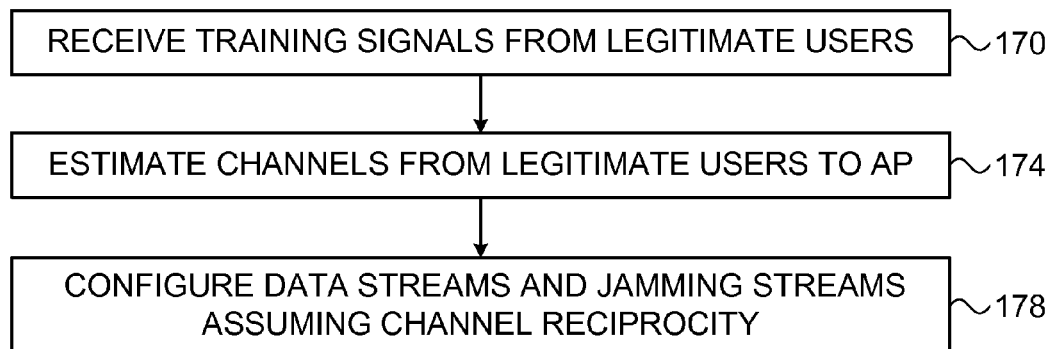 RECEIVE TRAINING SIGNALS FROM LEGITIMATE USERS
170
ESTIMATE CHANNELS FROM LEGITIMATE USERS TO AP
174
CONFIGURE DATA STREAMS AND JAMMING STREAMS
ASSUMING CHANNEL RECIPROCITY
178